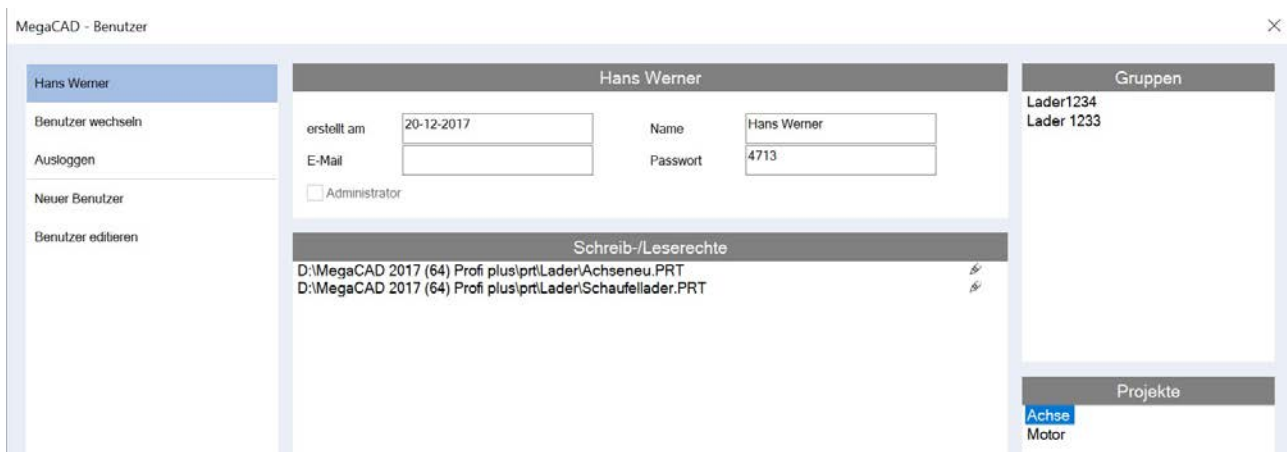 MegaCAD - Benutzer
Hans Werner
Benutzer wechseln
Ausloggen
Neuer Benutzer
Benutzer editieren
Hans Werner
erstellt am 20-12-2017 Name Hans Werner
E-Mail Passwort 4713
Administrator
Schreib-/Leserechte
D:\MegaCAD 2017 (64) Profi plus\prt\Lader\Achseneu.PRT
D:\MegaCAD 2017 (64) Profi plus\prt\Lader\Schaufellader.PRT
Gruppen
Lader1234
Lader 1233
Projekte
Achse
Motor